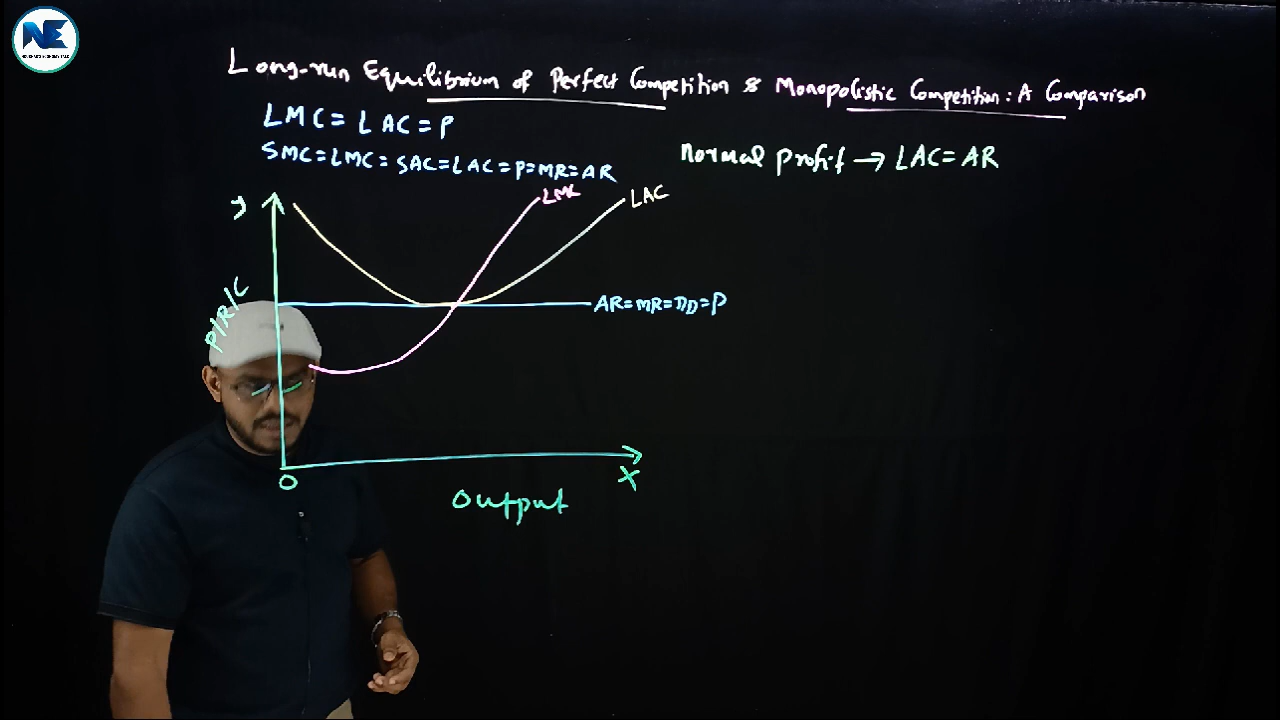 NE
Long-run Equilibrium of Perfect Competition & Monopolistic Competition: A Comparison
LMC = LAC = P
SMC = LMC = SAC = LAC = P = MR = AR
Normal profit → LAC = AR
y
LMC
LAC
P/R/C
AR = MR = DD = P
O
X
Output